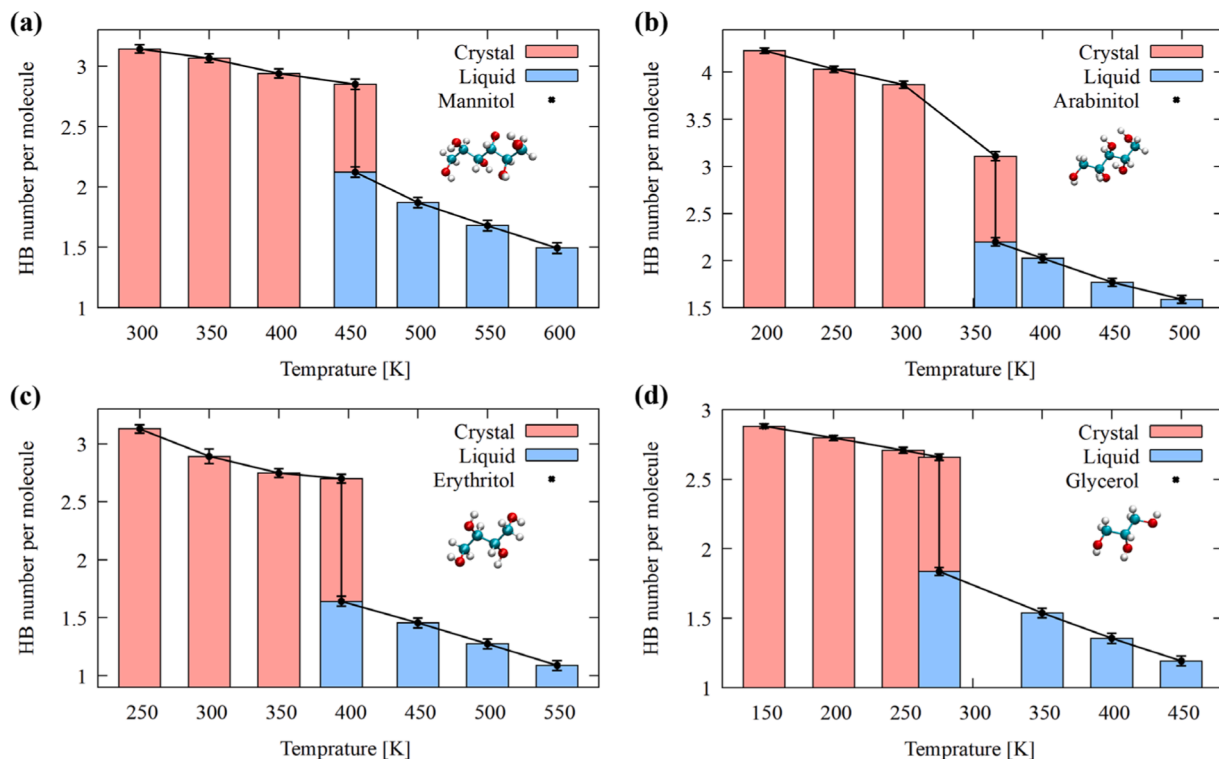 (a)
HB number per molecule
3
2.5
2
1.5
1
Crystal
Liquid
Mannitol
300 350 400 450 500 550 600
Temprature [K]
(b)
HB number per molecule
4
3.5
3
2.5
2
1.5
Crystal
Liquid
Arabinitol
200 250 300 350 400 450 500
Temprature [K]
(c)
HB number per molecule
3
2.5
2
1.5
1
Crystal
Liquid
Erythritol
250 300 350 400 450 500 550
Temprature [K]
(d)
HB number per molecule
3
2.5
2
1.5
1
Crystal
Liquid
Glycerol
150 200 250 300 350 400 450
Temprature [K]